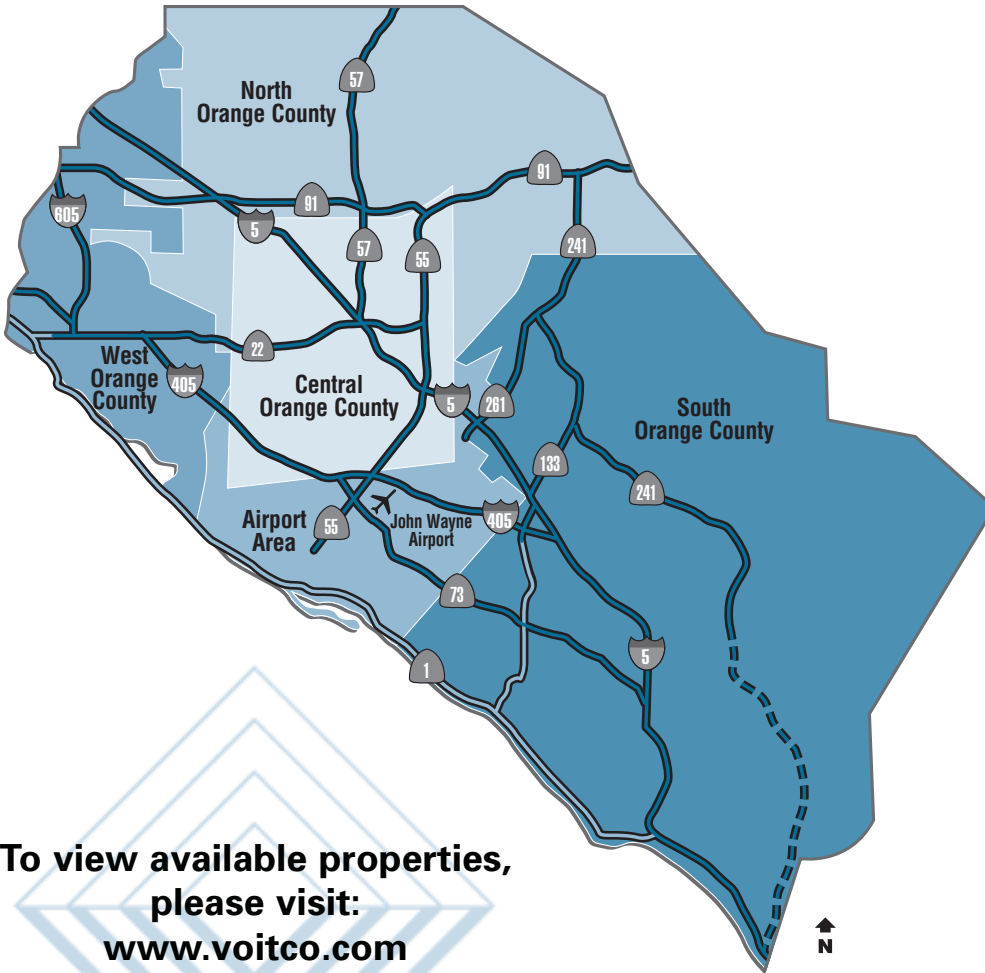 57
North
Orange County
91
91
605
5
57
55
241
22
West
Orange
County
405
Central
Orange County
5
261
South
Orange County
133
241
Airport
Area
55
John Wayne
Airport
405
73
5
1
To view available properties,
please visit:
www.voitco.com
N